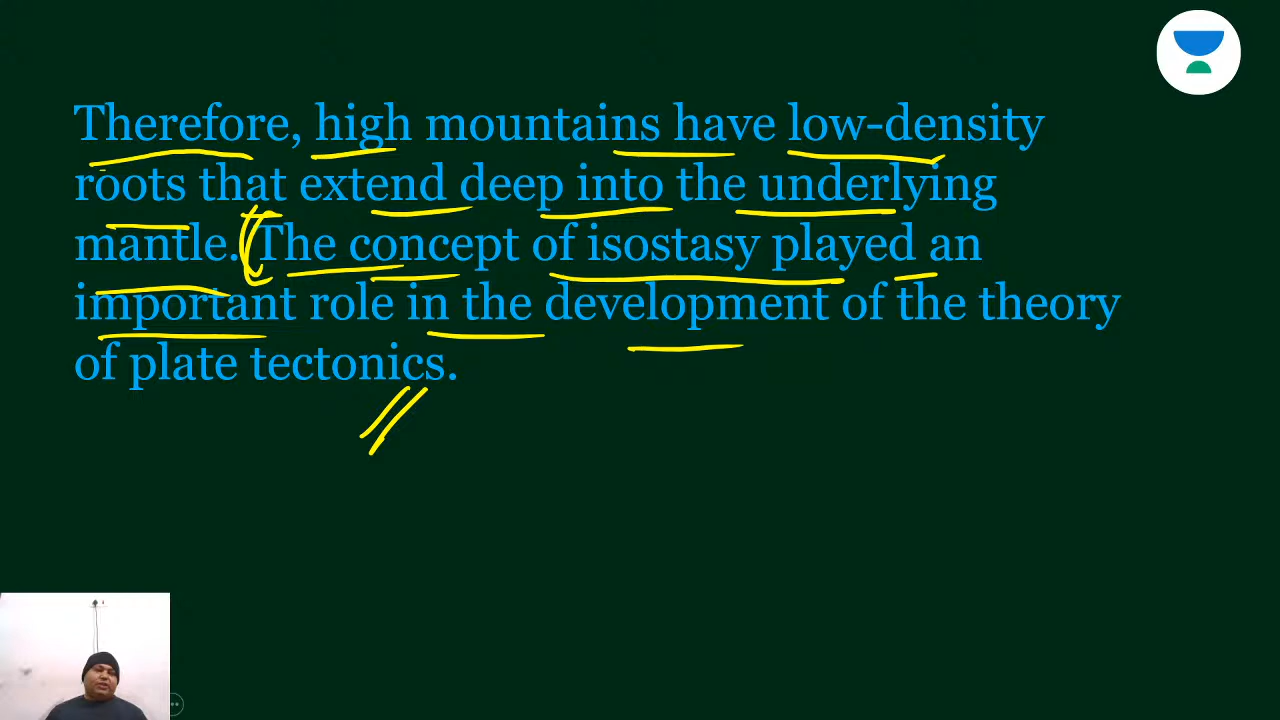 Therefore, high mountains have low-density
roots that extend deep into the underlying
mantle. The concept of isostasy played an
important role in the development of the theory
of plate tectonics.